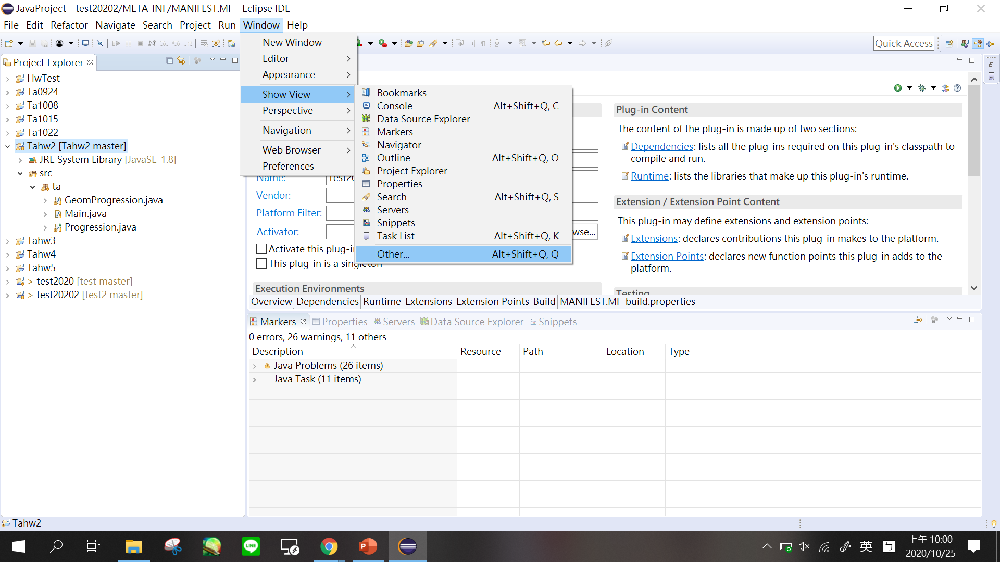 JavaProject - test20202/META-INF/MANIFEST.MF - Eclipse IDE
File Edit Refactor Navigate Search Project Run Window Help
Quick Access
Project Explorer
HwTest
Ta0924
Ta1008
Ta1015
Ta1022
Tahw2 [Tahw2 master]
JRE System Library [JavaSE-1.8]
src
ta
GeomProgression.java
Main.java
Progression.java
Tahw3
Tahw4
Tahw5
> test2020 [test master]
> test20202 [test2 master]
New Window
Editor
Appearance
Show View
Perspective
Navigation
Web Browser
Preferences
Bookmarks
Console Alt+Shift+Q, C
Data Source Explorer
Markers
Navigator
Outline Alt+Shift+Q, O
Project Explorer
Properties
Search Alt+Shift+Q, S
Servers
Snippets
Task List Alt+Shift+Q, K
Other... Alt+Shift+Q, Q
Name: Test20
Vendor:
Platform Filter:
Activator: wse...
Activate this plug-in
This plug-in is a singleton
Execution Environments
Plug-in Content
The content of the plug-in is made up of two sections:
Dependencies: lists all the plug-ins required on this plug-in's classpath to
compile and run.
Runtime: lists the libraries that make up this plug-in's runtime.
Extension / Extension Point Content
This plug-in may define extensions and extension points:
Extensions: declares contributions this plug-in makes to the platform.
Extension Points: declares new function points this plug-in adds to the
platform.
Testing
Overview Dependencies Runtime Extensions Extension Points Build MANIFEST.MF build.properties
Markers Properties Servers Data Source Explorer Snippets
0 errors, 26 warnings, 11 others
Description Resource Path Location Type
Java Problems (26 items)
Java Task (11 items)
Tahw2
LINE
P
英
ㄅ
上午 10:00
2020/10/25